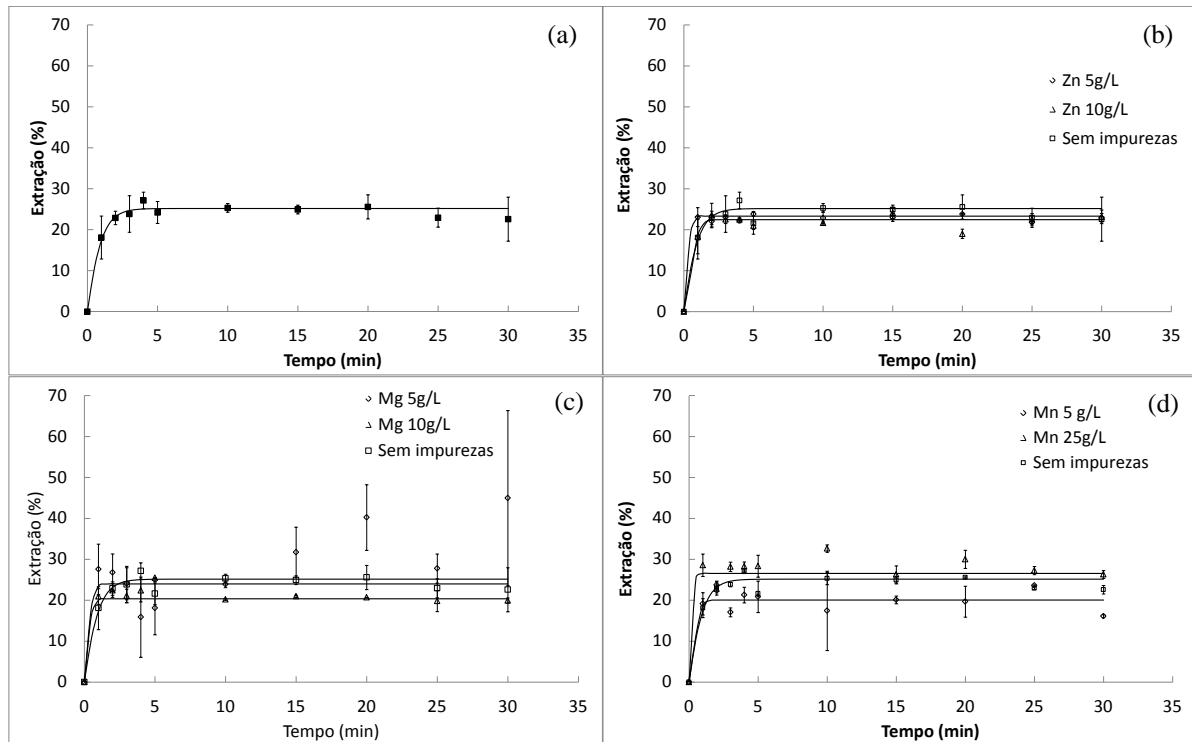 (a)
Extração (%)
70
60
50
40
30
20
10
0
0 5 10 15 20 25 30 35
Tempo (min)
(b)
Zn 5g/L
Zn 10g/L
Sem impurezas
Extração (%)
70
60
50
40
30
20
10
0
0 5 10 15 20 25 30 35
Tempo (min)
(c)
Mg 5g/L
Mg 10g/L
Sem impurezas
Extração (%)
70
60
50
40
30
20
10
0
0 5 10 15 20 25 30 35
Tempo (min)
(d)
Mn 5 g/L
Mn 25g/L
Sem impurezas
Extração (%)
70
60
50
40
30
20
10
0
0 5 10 15 20 25 30 35
Tempo (min)